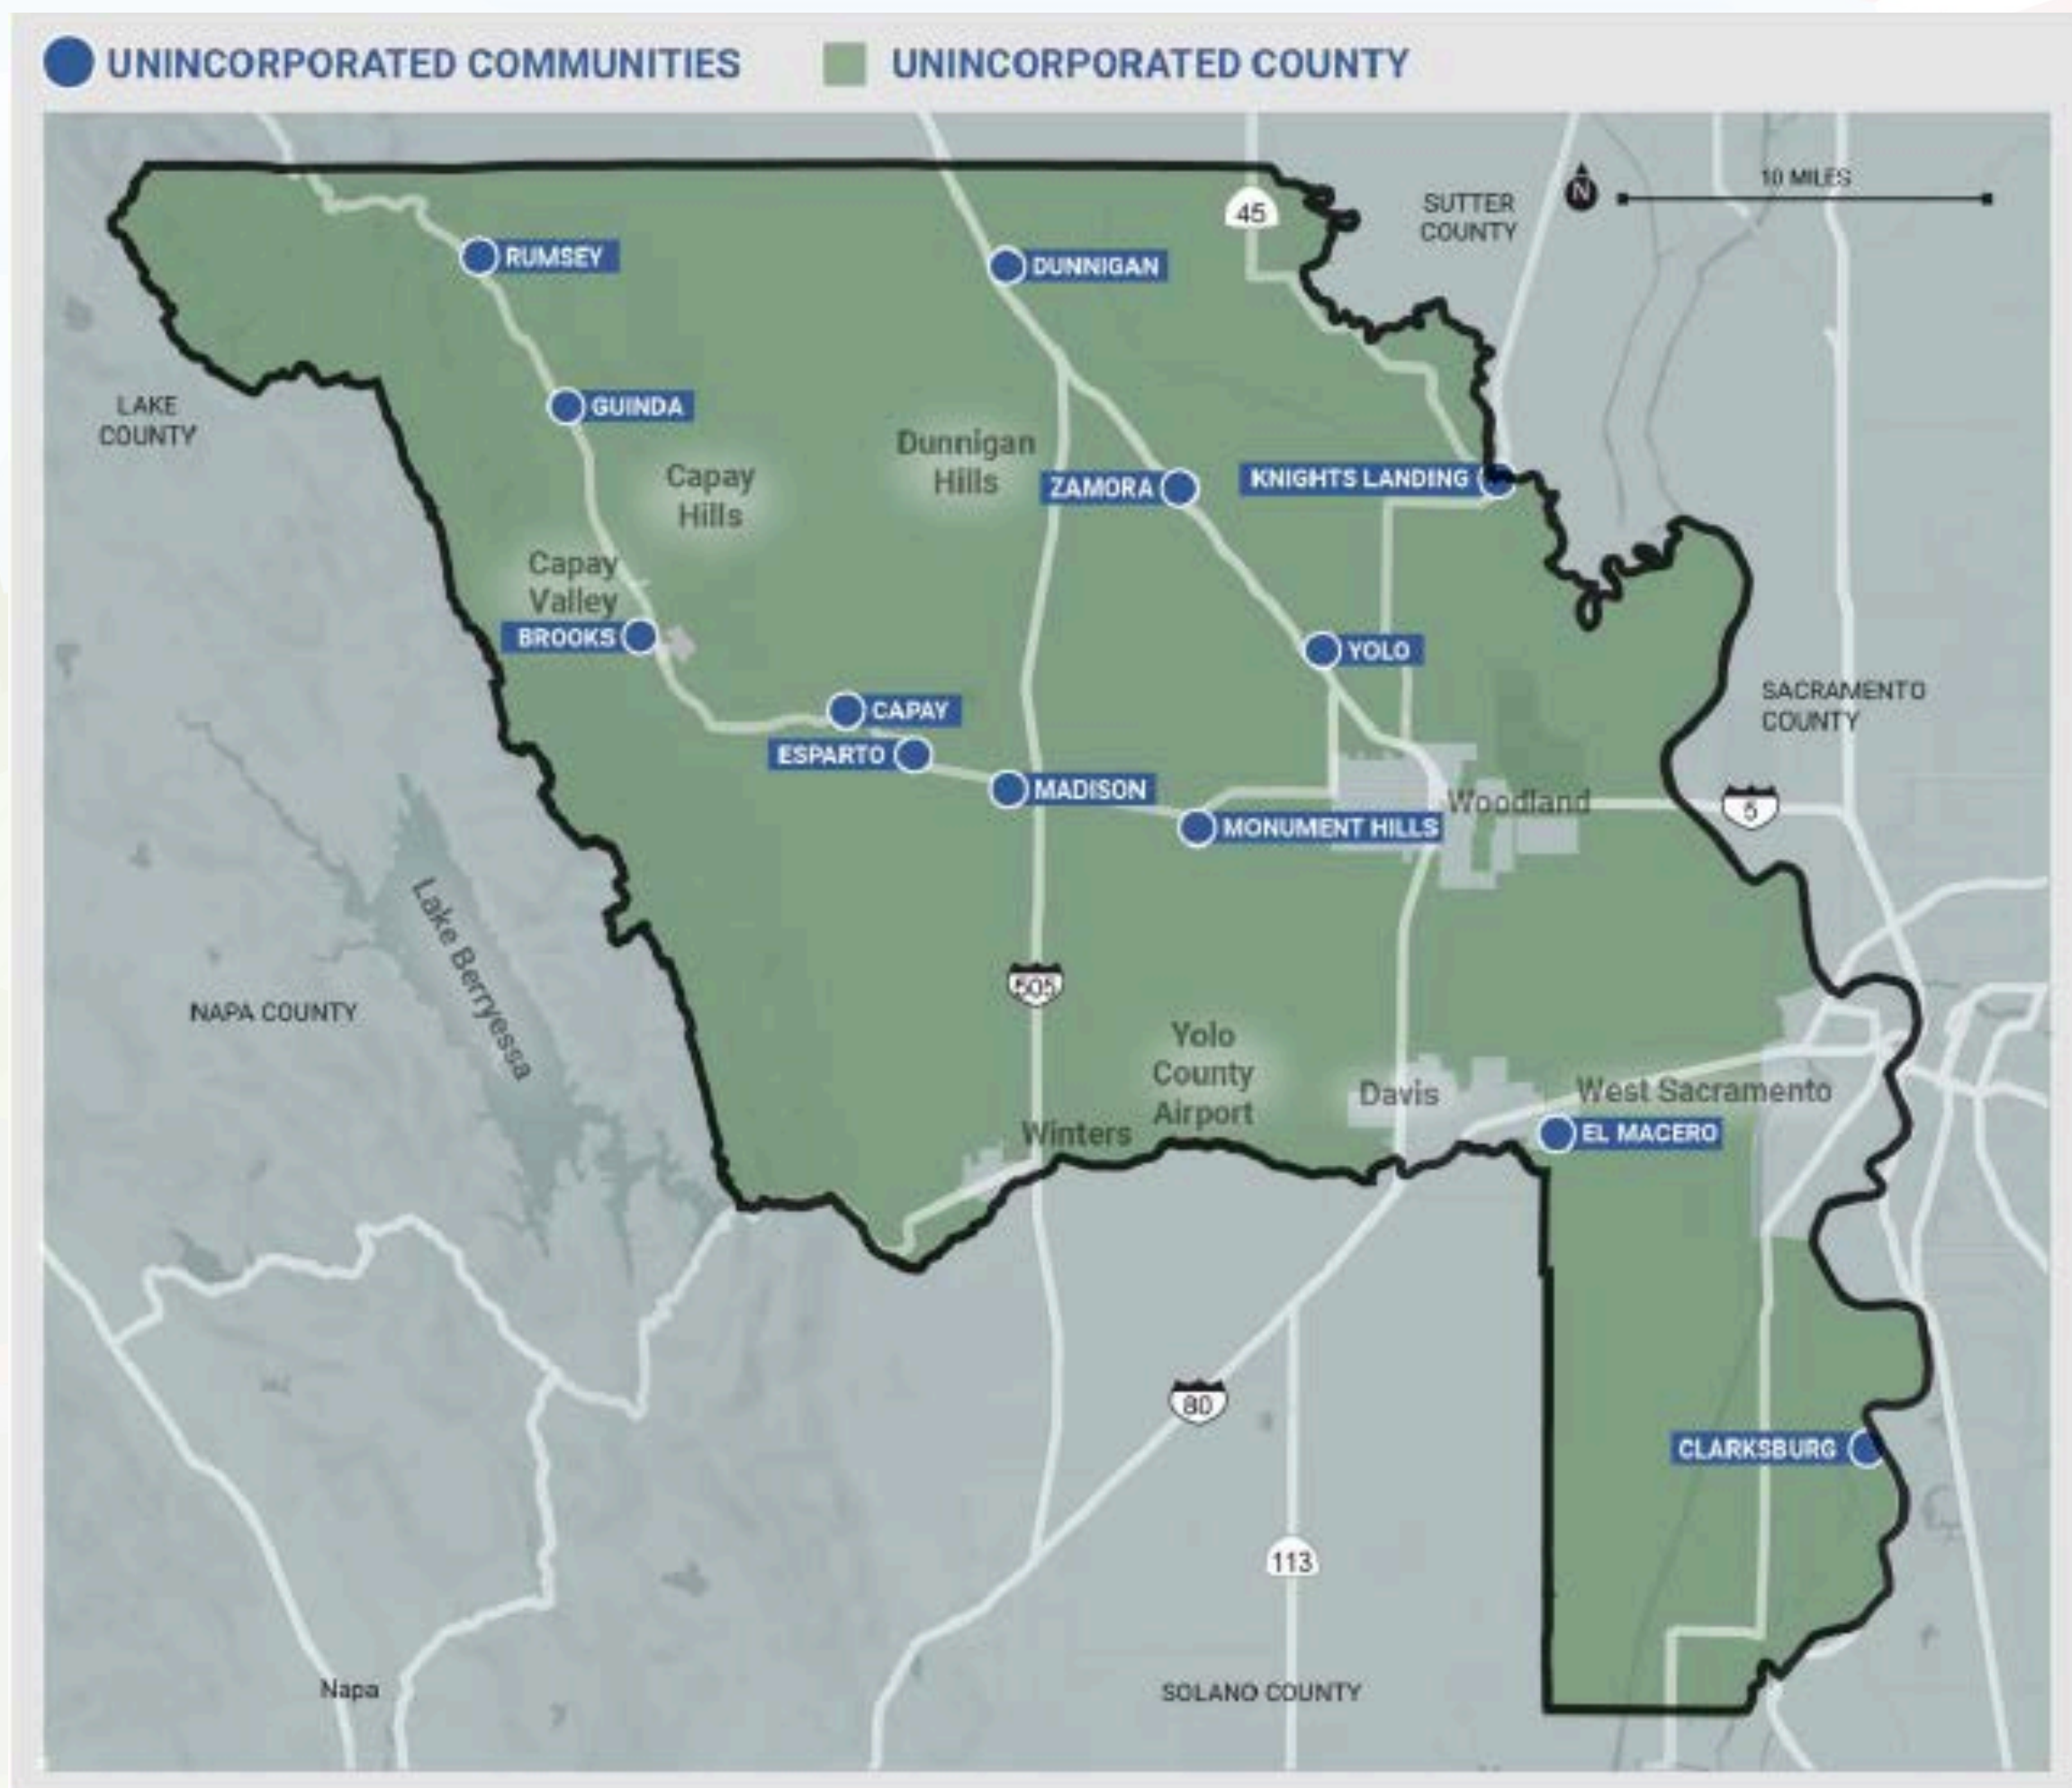 UNINCORPORATED COMMUNITIES
UNINCORPORATED COUNTY
10 MILES
N
SUTTER
COUNTY
45
RUMSEY
DUNNIGAN
LAKE
COUNTY
GUINDA
Dunnigan
Hills
Capay
Hills
ZAMORA
KNIGHTS LANDING
Capay
Valley
BROOKS
YOLO
SACRAMENTO
COUNTY
CAPAY
ESPARTO
MADISON
Woodland
5
MONUMENT HILLS
Lake Berryessa
505
NAPA COUNTY
Yolo
County
Airport
Davis
West Sacramento
Winters
EL MACERO
80
CLARKSBURG
113
Napa
SOLANO COUNTY